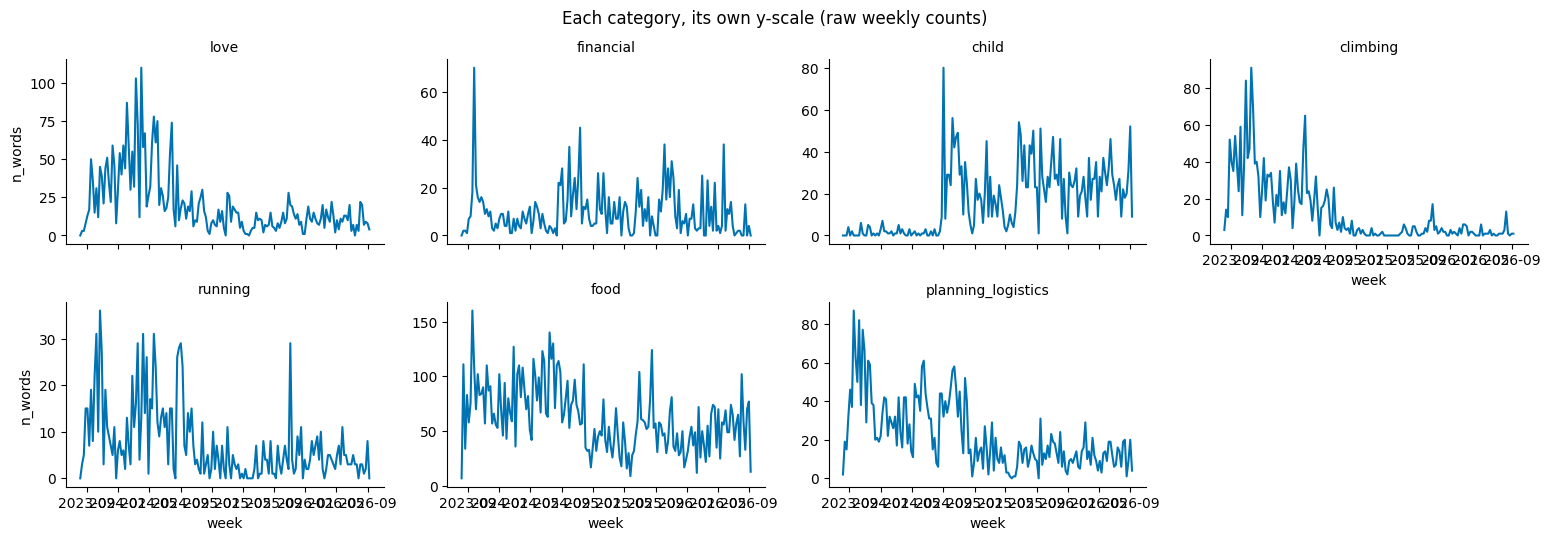 Each category, its own y-scale (raw weekly counts)
love
financial
child
climbing
n_words
100
75
50
25
0
60
40
20
0
80
60
40
20
0
80
60
40
20
0
week
running
food
planning_logistics
n_words
30
20
10
0
150
100
50
0
80
60
40
20
0
week
week
week